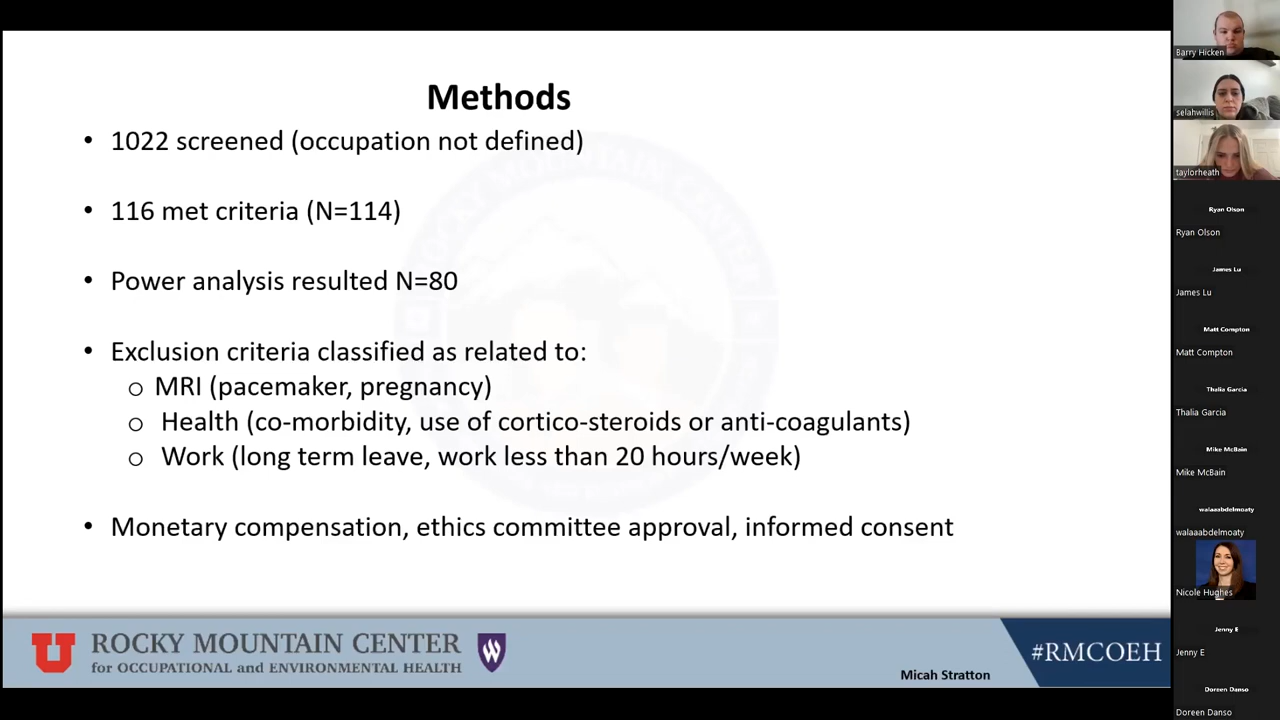 Methods
• 1022 screened (occupation not defined)
• 116 met criteria (N=114)
• Power analysis resulted N=80
• Exclusion criteria classified as related to:
o MRI (pacemaker, pregnancy)
o Health (co-morbidity, use of cortico-steroids or anti-coagulants)
o Work (long term leave, work less than 20 hours/week)
• Monetary compensation, ethics committee approval, informed consent
U ROCKY MOUNTAIN CENTER W
for OCCUPATIONAL and ENVIRONMENTAL HEALTH
Micah Stratton
#RMCOEH
Barry Hicken
selahwillis
taylorheath
Ryan Olson
Ryan Olson
James Lu
James Lu
Matt Compton
Matt Compton
Thalia Garcia
Thalia Garcia
Mike McBain
Mike McBain
walaaabdelmoaty
walaaabdelmoaty
Nicole Hughes
Jenny E
Jenny E
Doreen Danso
Doreen Danso